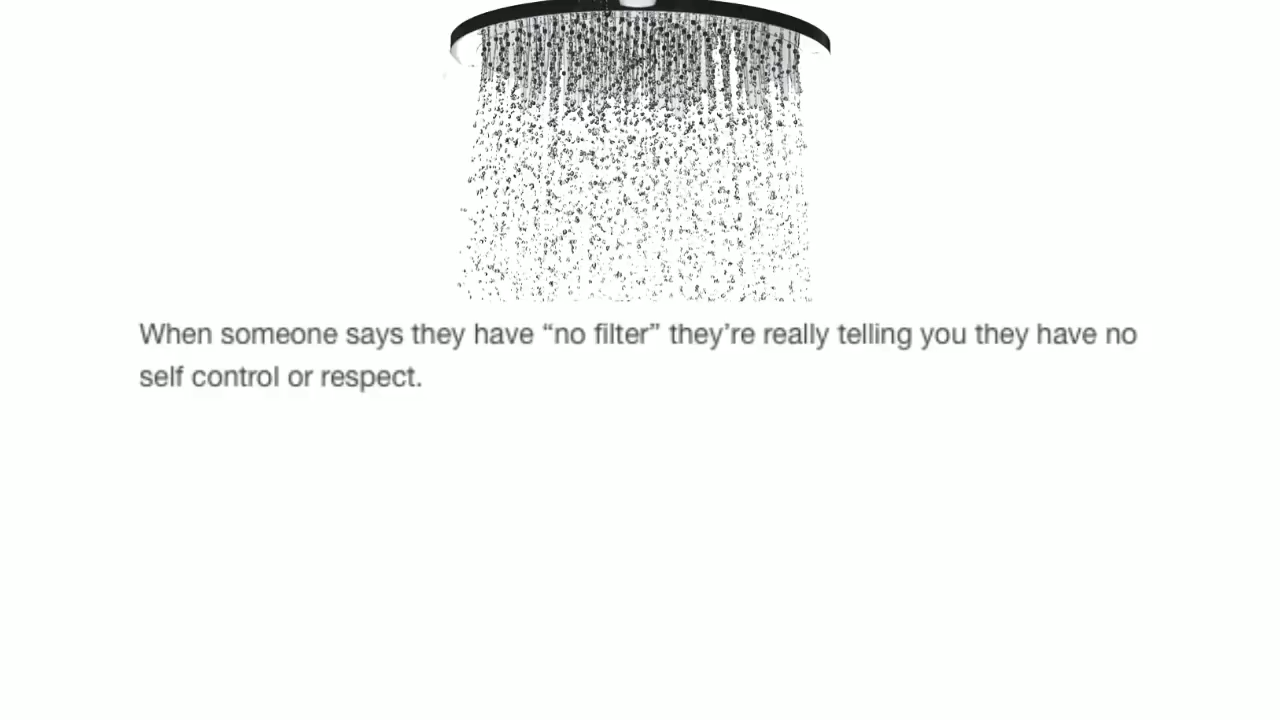 When someone says they have “no filter” they’re really telling you they have no
self control or respect.